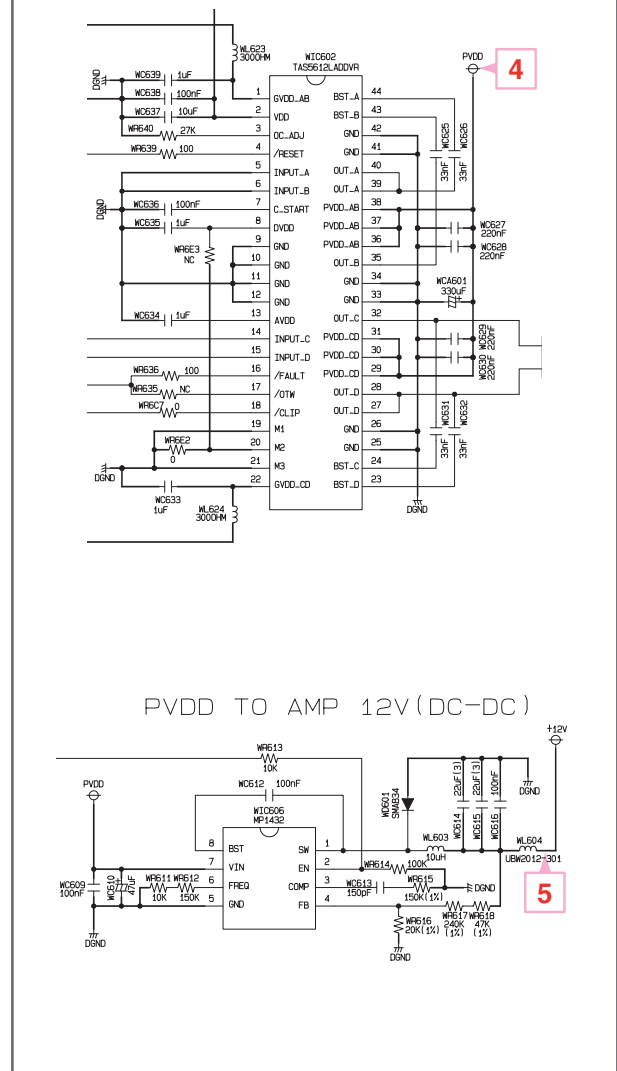 WL623
300OHM
WIC602
TAS5612LADDVR
PVDD
4
DGND
WC639 1uF
WC638 100nF
WC637 10uF
WR640 27K
WR639 100
1 GVDD_AB
2 VDD
3 OC_ADJ
4 /RESET
5 INPUT_A
6 INPUT_B
7 C_START
8 DVDD
9 GND
10 GND
11 GND
12 GND
13 AVDD
14 INPUT_C
15 INPUT_D
16 /FAULT
17 /OTW
18 /CLIP
19 M1
20 M2
21 M3
22 GVDD_CD
BST_A 44
BST_B 43
GND 42
GND 41
OUT_A 40
OUT_A 39
PVDD_AB 38
PVDD_AB 37
PVDD_AB 36
OUT_B 35
GND 34
GND 33
OUT_C 32
PVDD_CD 31
PVDD_CD 30
PVDD_CD 29
OUT_D 28
OUT_D 27
GND 26
GND 25
BST_C 24
BST_D 23
DGND
WC636 100nF
WC635 1uF
WR6E3
NC
WC634 1uF
WR636 100
WR635 NC
WR6C7 0
WR6E2
0
DGND
WC633
1uF
WL624
300OHM
WC625
33nF
WC626
33nF
WC627
220nF
WC628
220nF
WCA601
330uF
+
WC629
220nF
WC630
220nF
WC631
33nF
WC632
33nF
DGND
PVDD TO AMP 12V(DC-DC)
+12V
WR613
10K
PVDD
WC612 100nF
WIC606
MP1432
8 BST
7 VIN
6 FREQ
5 GND
SW 1
EN 2
COMP 3
FB 4
WC609
100nF
WC610
47uF
+
WR611
10K
WR612
150K
DGND
WD601
SMAB34
WC614
22uF(3)
WC615
22uF(3)
WC616
100nF
DGND
WL603
10uH
WL604
UBW2012-301
5
WR614 100K
WC613
150pF
WR615
150K(1%)
DGND
WR616
20K(1%)
WR617
240K
(1%)
WR618
47K
(1%)
DGND